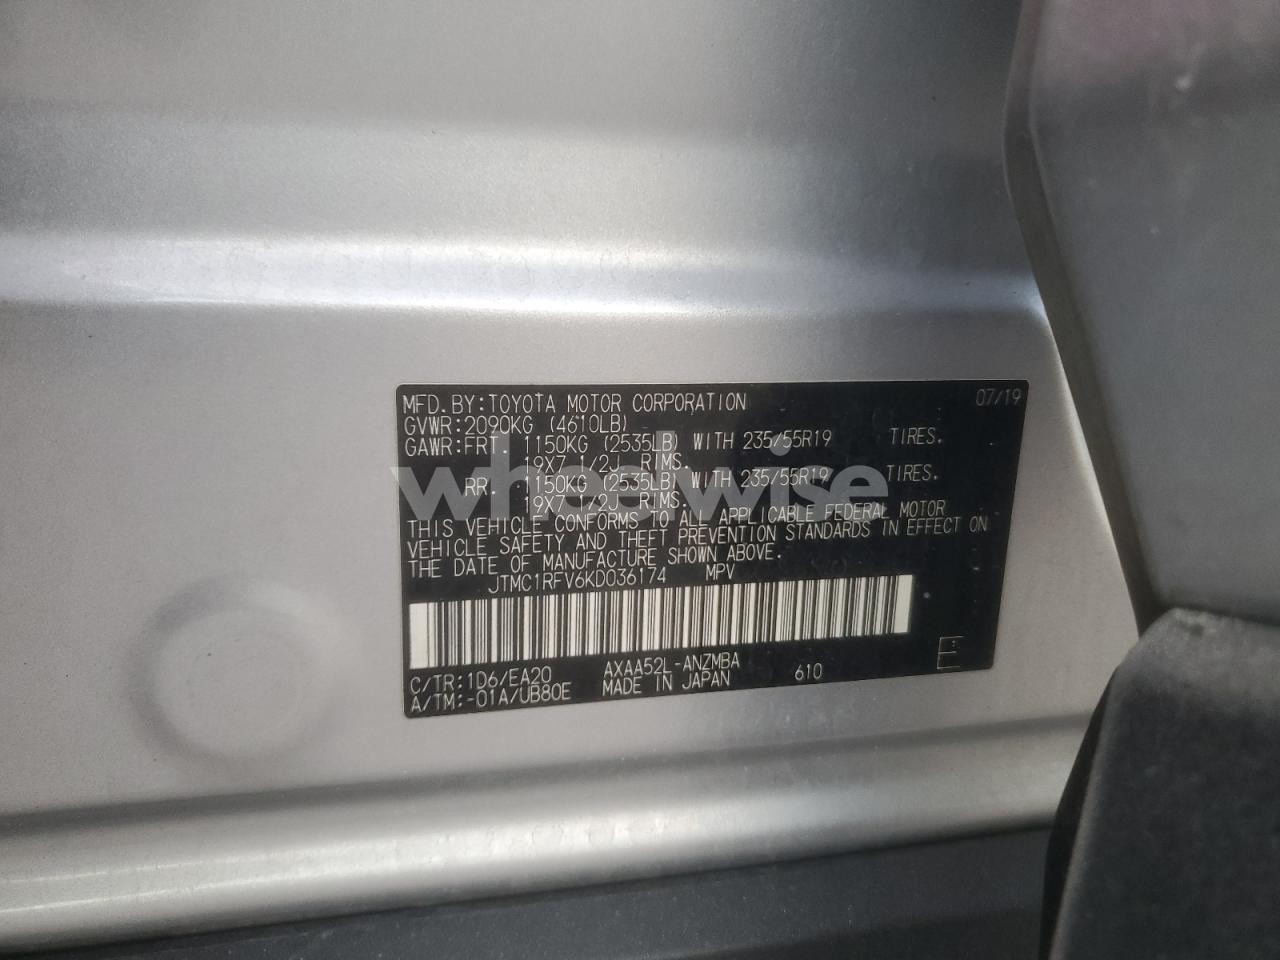 MFD.BY:TOYOTA MOTOR CORPORATION 07/19
GVWR:2090KG (4610LB)
GAWR:FRT. 1150KG (2535LB) WITH 235/55R19 TIRES.
19X7 1/2J RIMS.
RR. 1150KG (2535LB) WITH 235/55R19 TIRES.
19X7 1/2J RIMS.
THIS VEHICLE CONFORMS TO ALL APPLICABLE FEDERAL MOTOR
VEHICLE SAFETY AND THEFT PREVENTION STANDARDS IN EFFECT ON
THE DATE OF MANUFACTURE SHOWN ABOVE.
JTMC1RFV6KD036174 MPV
C/TR:1D6/EA20 AXAA52L-ANZMBA 610
A/TM:-01A/UB80E MADE IN JAPAN
wheelwise